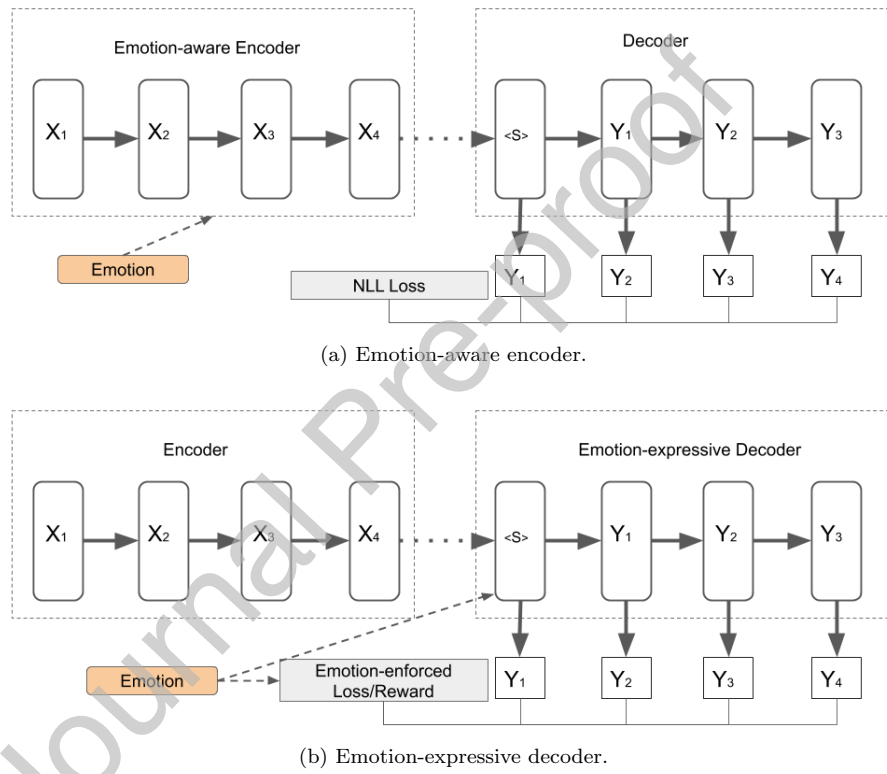 Emotion-aware Encoder
Decoder
X1
X2
X3
X4
<S>
Y1
Y2
Y3
Emotion
NLL Loss
Y1
Y2
Y3
Y4
(a) Emotion-aware encoder.
Encoder
Emotion-expressive Decoder
X1
X2
X3
X4
<S>
Y1
Y2
Y3
Emotion
Emotion-enforced
Loss/Reward
Y1
Y2
Y3
Y4
(b) Emotion-expressive decoder.
Journal Pre-proof